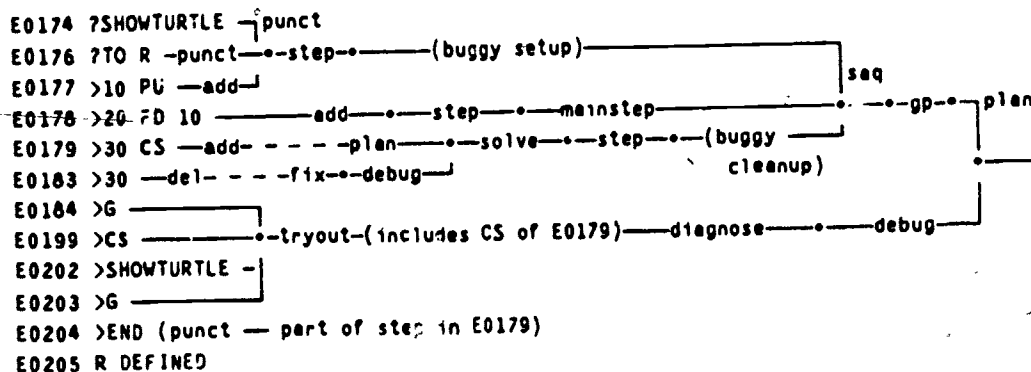 E0174 ?SHOWTURTLE punct
E0176 ?TO R -punct step (buggy setup)
E0177 >10 PU add seq
E0178 >20 FD 10 add step mainstep gp plan
E0179 >30 CS add plan solve step (buggy cleanup)
E0183 >30 del fix debug
E0184 >G
E0199 >CS tryout (includes CS of E0179) diagnose debug
E0202 >SHOWTURTLE
E0203 >G
E0204 >END (punct — part of step in E0179)
E0205 R DEFINED